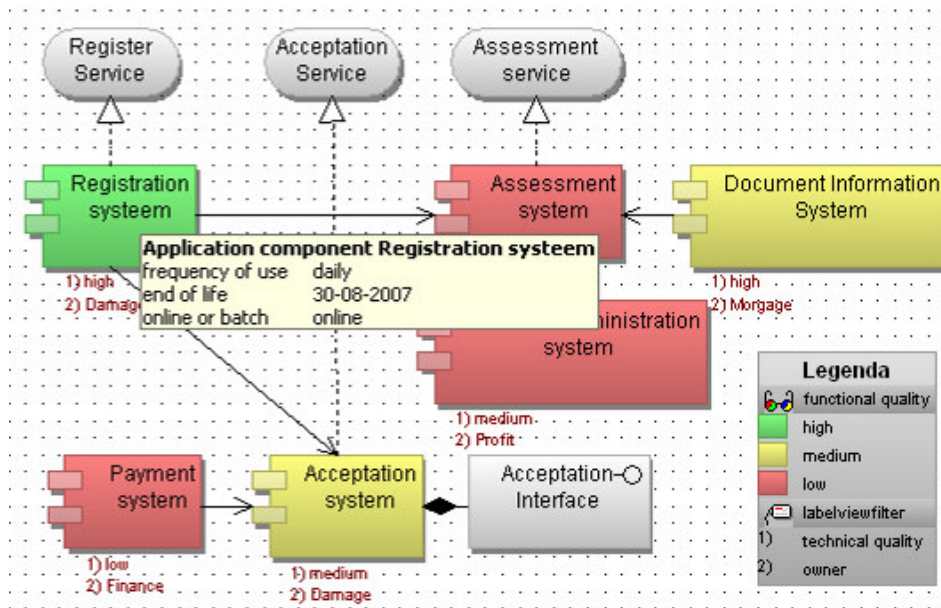 Register
Service
Acceptation
Service
Assessment
service
Registration
systeem
Assessment
system
Document Information
System
Application component Registration systeem
frequency of use daily
end of life 30-08-2007
online or batch online
1) high
2) Damage
1) high
2) Morgage
system
1) medium
2) Profit
Payment
system
Acceptation
system
Acceptation
Interface
1) low
2) Finance
1) medium
2) Damage
Legenda
functional quality
high
medium
low
labelviewfilter
1) technical quality
2) owner